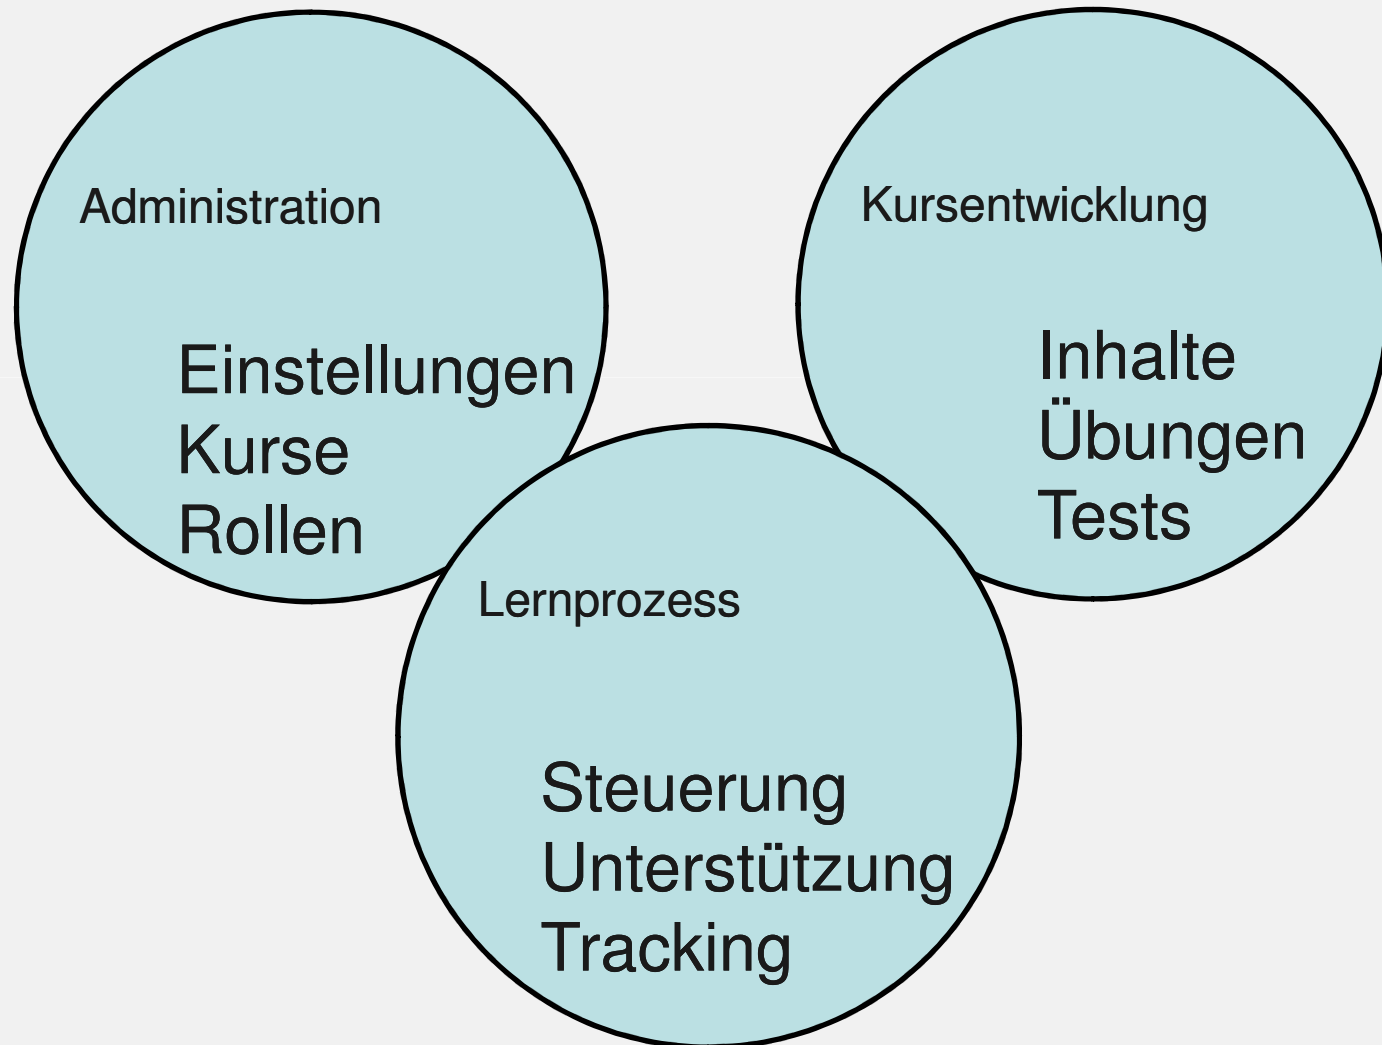 Administration
Einstellungen
Kurse
Rollen
Kursentwicklung
Inhalte
Übungen
Tests
Lernprozess
Steuerung
Unterstützung
Tracking